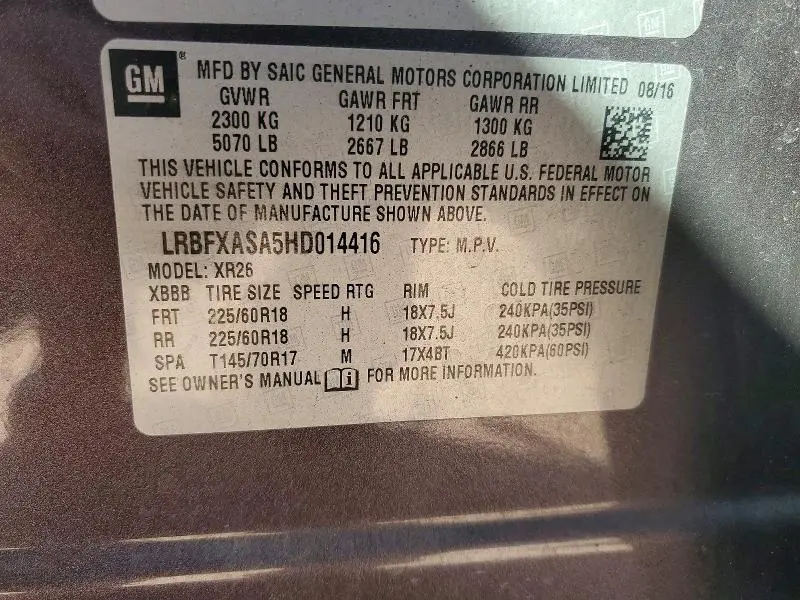 GM ®
MFD BY SAIC GENERAL MOTORS CORPORATION LIMITED 08/16
GVWR GAWR FRT GAWR RR
2300 KG 1210 KG 1300 KG
5070 LB 2667 LB 2866 LB
THIS VEHICLE CONFORMS TO ALL APPLICABLE U.S. FEDERAL MOTOR
VEHICLE SAFETY AND THEFT PREVENTION STANDARDS IN EFFECT ON
THE DATE OF MANUFACTURE SHOWN ABOVE.
LRBFXASA5HD014416 TYPE: M.P.V.
MODEL: XR26
XBBB TIRE SIZE SPEED RTG RIM COLD TIRE PRESSURE
FRT 225/60R18 H 18X7.5J 240KPA(35PSI)
RR 225/60R18 H 18X7.5J 240KPA(35PSI)
SPA T145/70R17 M 17X4BT 420KPA(60PSI)
SEE OWNER'S MANUAL i FOR MORE INFORMATION.